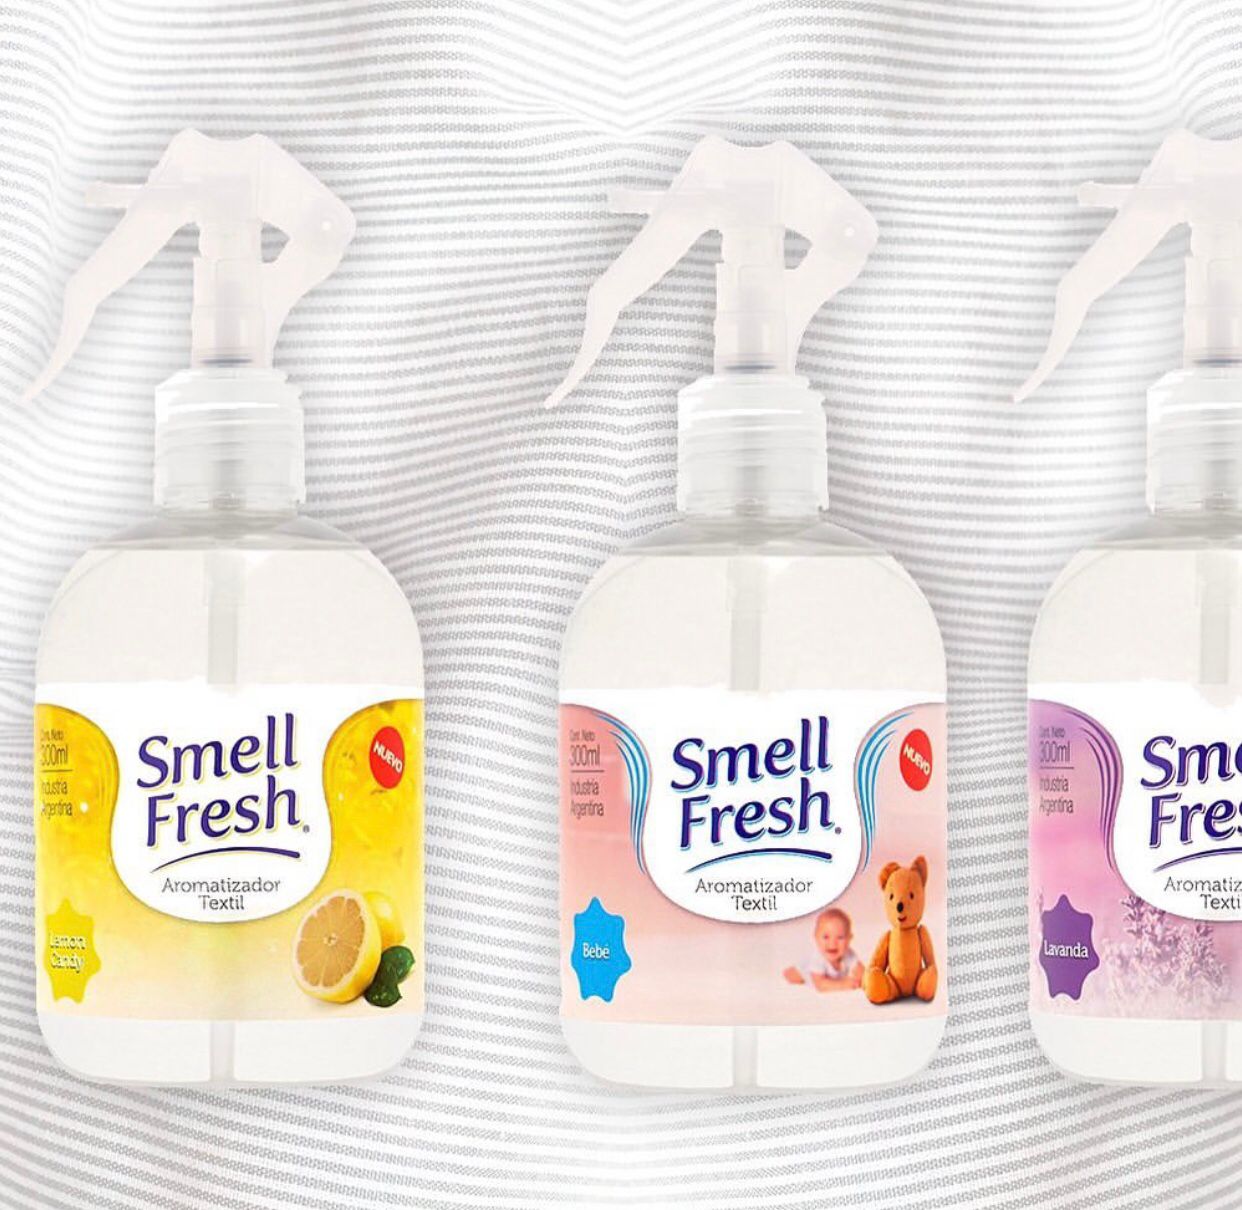 Cont. Neto
300ml
Industria
Argentina
Smell
Fresh®
NUEVO
Aromatizador
Textil
Lemon
Candy
Cont. Neto
300ml
Industria
Argentina
Smell
Fresh®
NUEVO
Aromatizador
Textil
Bebé
Cont. Neto
300ml
Industria
Argentina
Sme
Fres
Aromatiz
Texti
Lavanda